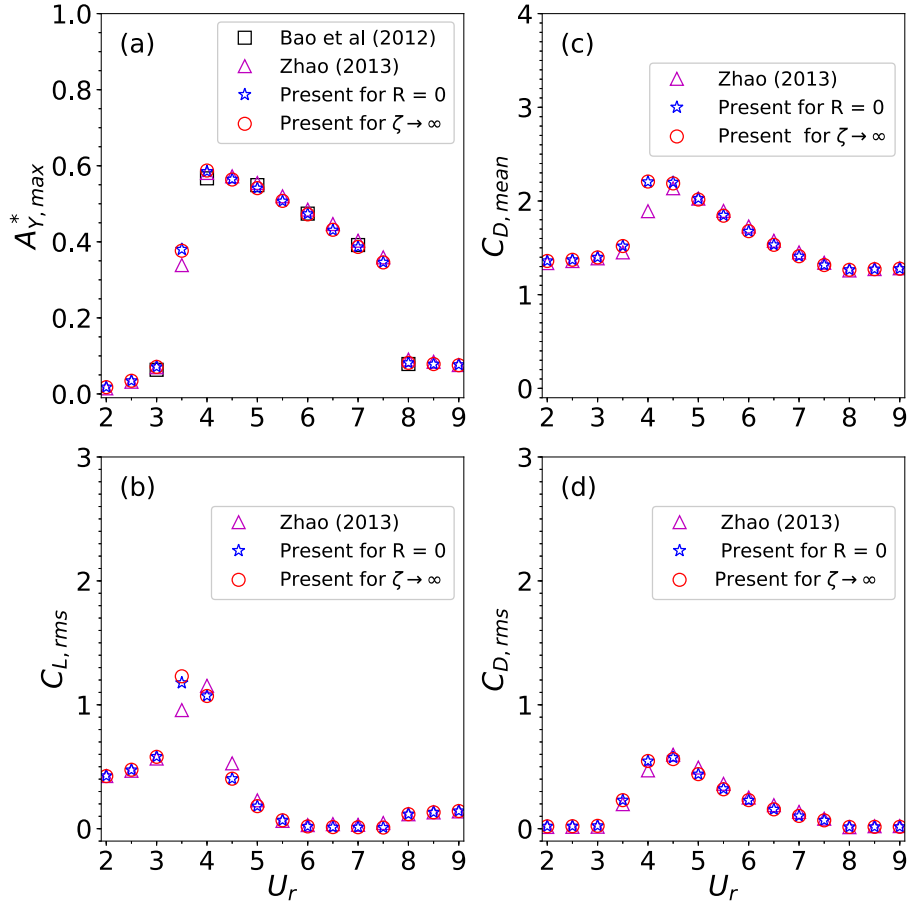 (a)
Bao et al (2012)
Zhao (2013)
Present for R = 0
Present for ζ→∞
A*Y,max
1.0
0.8
0.6
0.4
0.2
0.0
2 3 4 5 6 7 8 9
(c)
Zhao (2013)
Present for R = 0
Present for ζ→∞
CD,mean
4
3
2
1
0
2 3 4 5 6 7 8 9
(b)
Zhao (2013)
Present for R = 0
Present for ζ→∞
CL,rms
3
2
1
0
2 3 4 5 6 7 8 9
Ur
(d)
Zhao (2013)
Present for R = 0
Present for ζ→∞
CD,rms
3
2
1
0
2 3 4 5 6 7 8 9
Ur